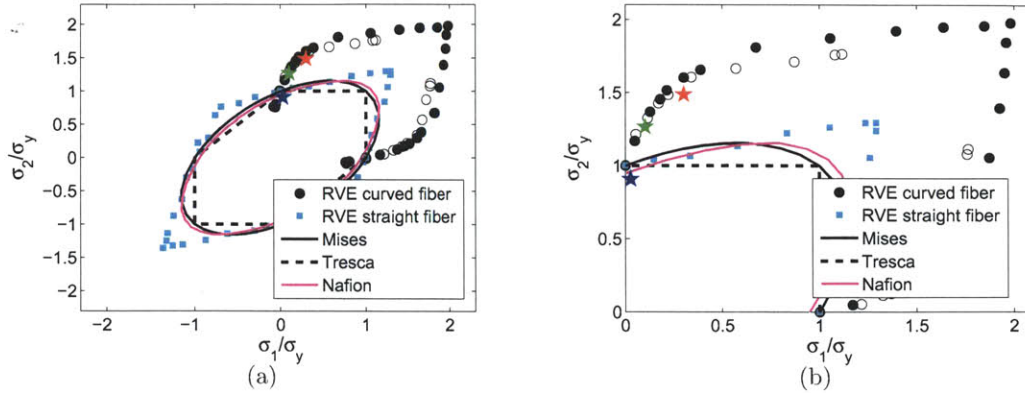 2
1.5
1
0.5
0
-0.5
-1
-1.5
-2
σ2/σy
RVE curved fiber
RVE straight fiber
Mises
Tresca
Nafion
−2 −1 0 1 2
σ1/σy
(a)
2
1.5
1
0.5
0
σ2/σy
RVE curved fiber
RVE straight fiber
Mises
Tresca
Nafion
0 0.5 1 1.5 2
σ1/σy
(b)